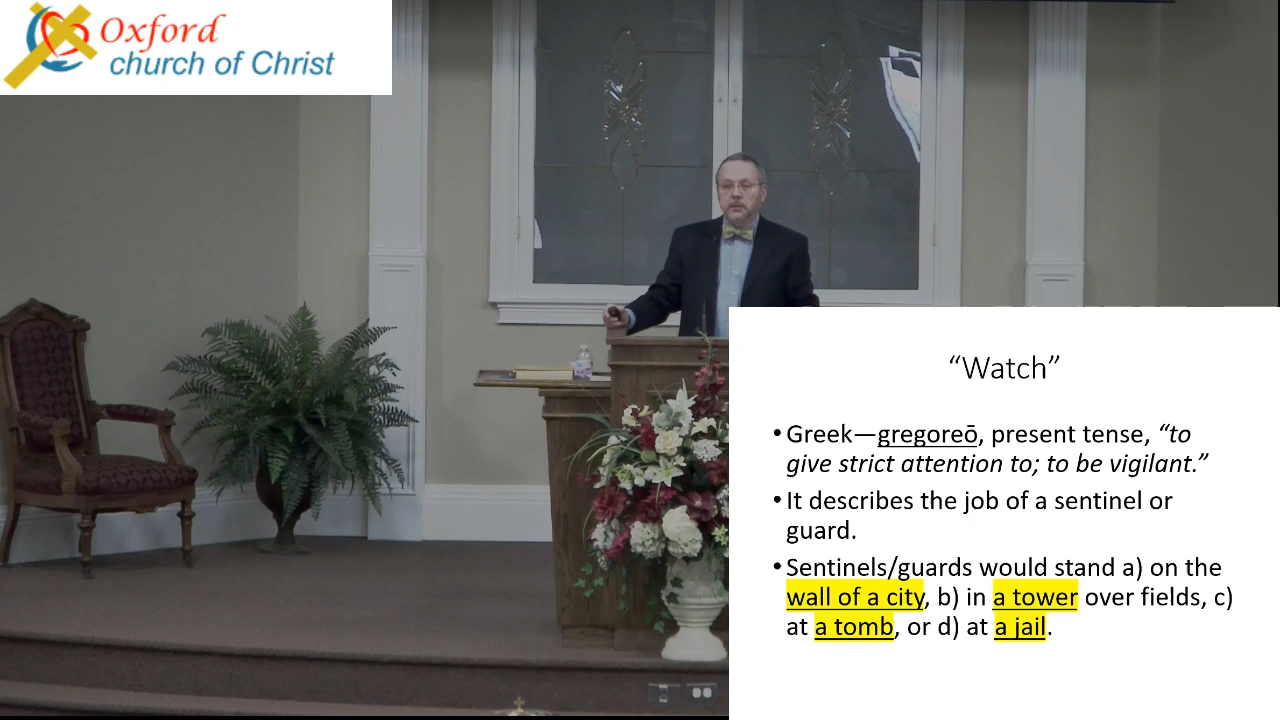 Oxford
church of Christ
“Watch”
•Greek—gregoreō, present tense, “to
give strict attention to; to be vigilant.”
•It describes the job of a sentinel or
guard.
•Sentinels/guards would stand a) on the
wall of a city, b) in a tower over fields, c)
at a tomb, or d) at a jail.